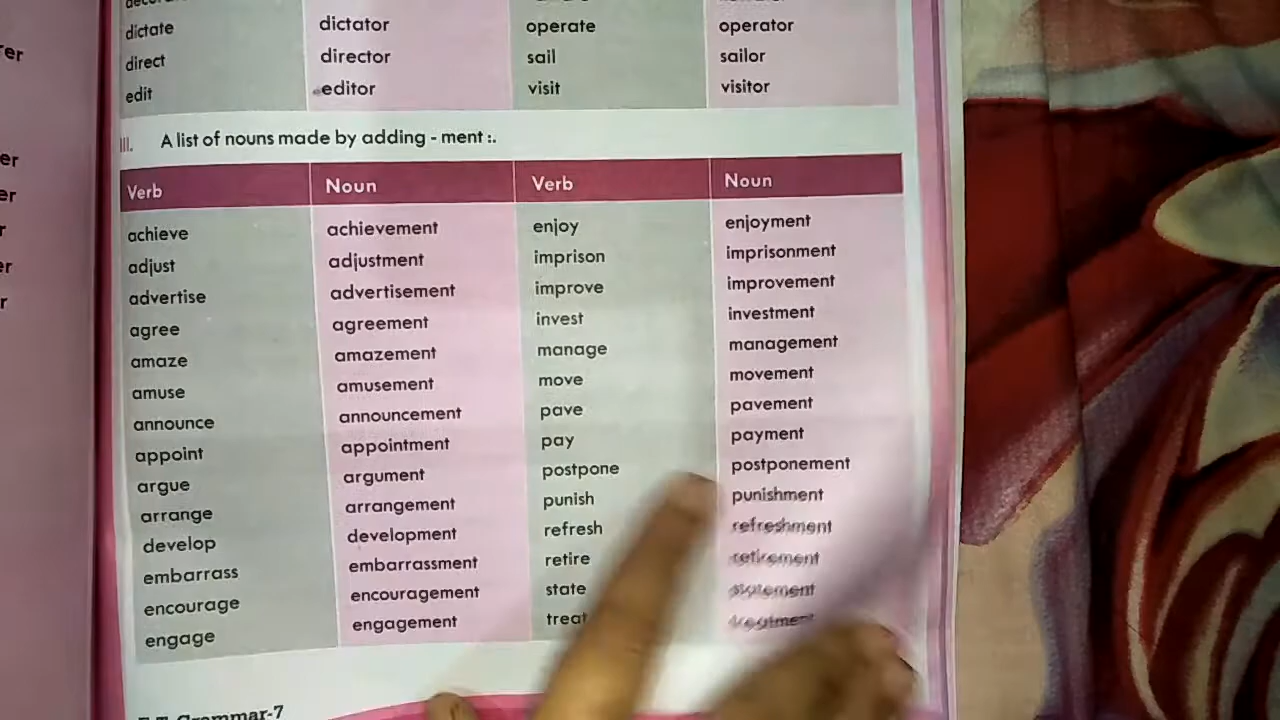 dictate dictator operate operator
direct director sail sailor
edit editor visit visitor
III. A list of nouns made by adding - ment :.
Verb Noun Verb Noun
achieve achievement enjoy enjoyment
adjust adjustment imprison imprisonment
advertise advertisement improve improvement
agree agreement invest investment
amaze amazement manage management
amuse amusement move movement
announce announcement pave pavement
appoint appointment pay payment
argue argument postpone postponement
arrange arrangement punish punishment
develop development refresh refreshment
embarrass embarrassment retire retirement
encourage encouragement state statement
engage engagement treat treatment
Grammar-7